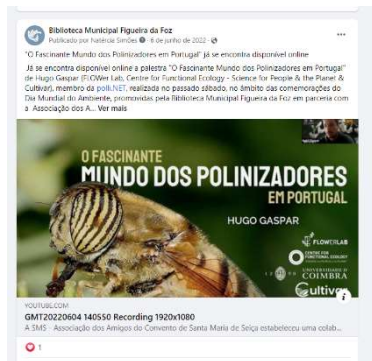 Biblioteca Municipal Figueira da Foz
Publicado por Natércia Simões · 6 de junho de 2022 ·
"O Fascinante Mundo dos Polinizadores em Portugal" já se encontra disponível online
Já se encontra disponível online a palestra "O Fascinante Mundo dos Polinizadores em Portugal"
de Hugo Gaspar (FLOWer Lab, Centre for Functional Ecology - Science for People & the Planet &
Cultivar), membro da polli.NET, realizada no passado sábado, no âmbito das comemorações do
Dia Mundial do Ambiente, promovidas pela Biblioteca Municipal Figueira da Foz em parceria com
a Associação dos A... Ver mais
O FASCINANTE
MUNDO DOS POLINIZADORES
EM PORTUGAL
HUGO GASPAR
FLOWERLAB
CENTRE FOR
FUNCTIONAL ECOLOGY
UNIVERSIDADE D
COIMBRA
Cultiv
YOUTUBE.COM
GMT20220604 140550 Recording 1920x1080
A SMS - Associação dos Amigos do Convento de Santa Maria de Seiça estabeleceu uma colab...
1